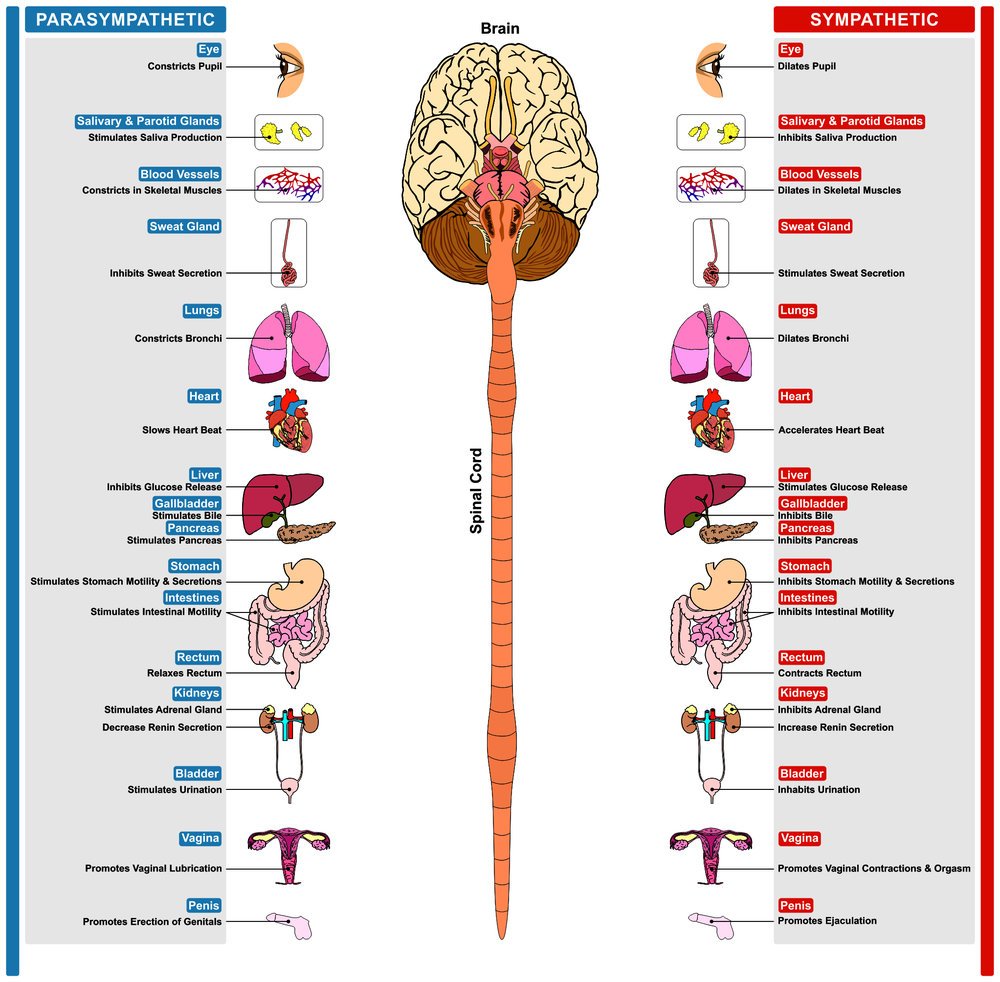 PARASYMPATHETIC
Eye
Constricts Pupil
Salivary & Parotid Glands
Stimulates Saliva Production
Blood Vessels
Constricts in Skeletal Muscles
Sweat Gland
Inhibits Sweat Secretion
Lungs
Constricts Bronchi
Heart
Slows Heart Beat
Liver
Inhibits Glucose Release
Gallbladder
Stimulates Bile
Pancreas
Stimulates Pancreas
Stomach
Stimulates Stomach Motility & Secretions
Intestines
Stimulates Intestinal Motility
Rectum
Relaxes Rectum
Kidneys
Stimulates Adrenal Gland
Decrease Renin Secretion
Bladder
Stimulates Urination
Vagina
Promotes Vaginal Lubrication
Penis
Promotes Erection of Genitals
Brain
Spinal Cord
SYMPATHETIC
Eye
Dilates Pupil
Salivary & Parotid Glands
Inhibits Saliva Production
Blood Vessels
Dilates in Skeletal Muscles
Sweat Gland
Stimulates Sweat Secretion
Lungs
Dilates Bronchi
Heart
Accelerates Heart Beat
Liver
Stimulates Glucose Release
Gallbladder
Inhibits Bile
Pancreas
Inhibits Pancreas
Stomach
Inhibits Stomach Motility & Secretions
Intestines
Inhibits Intestinal Motility
Rectum
Contracts Rectum
Kidneys
Inhibits Adrenal Gland
Increase Renin Secretion
Bladder
Inhabits Urination
Vagina
Promotes Vaginal Contractions & Orgasm
Penis
Promotes Ejaculation